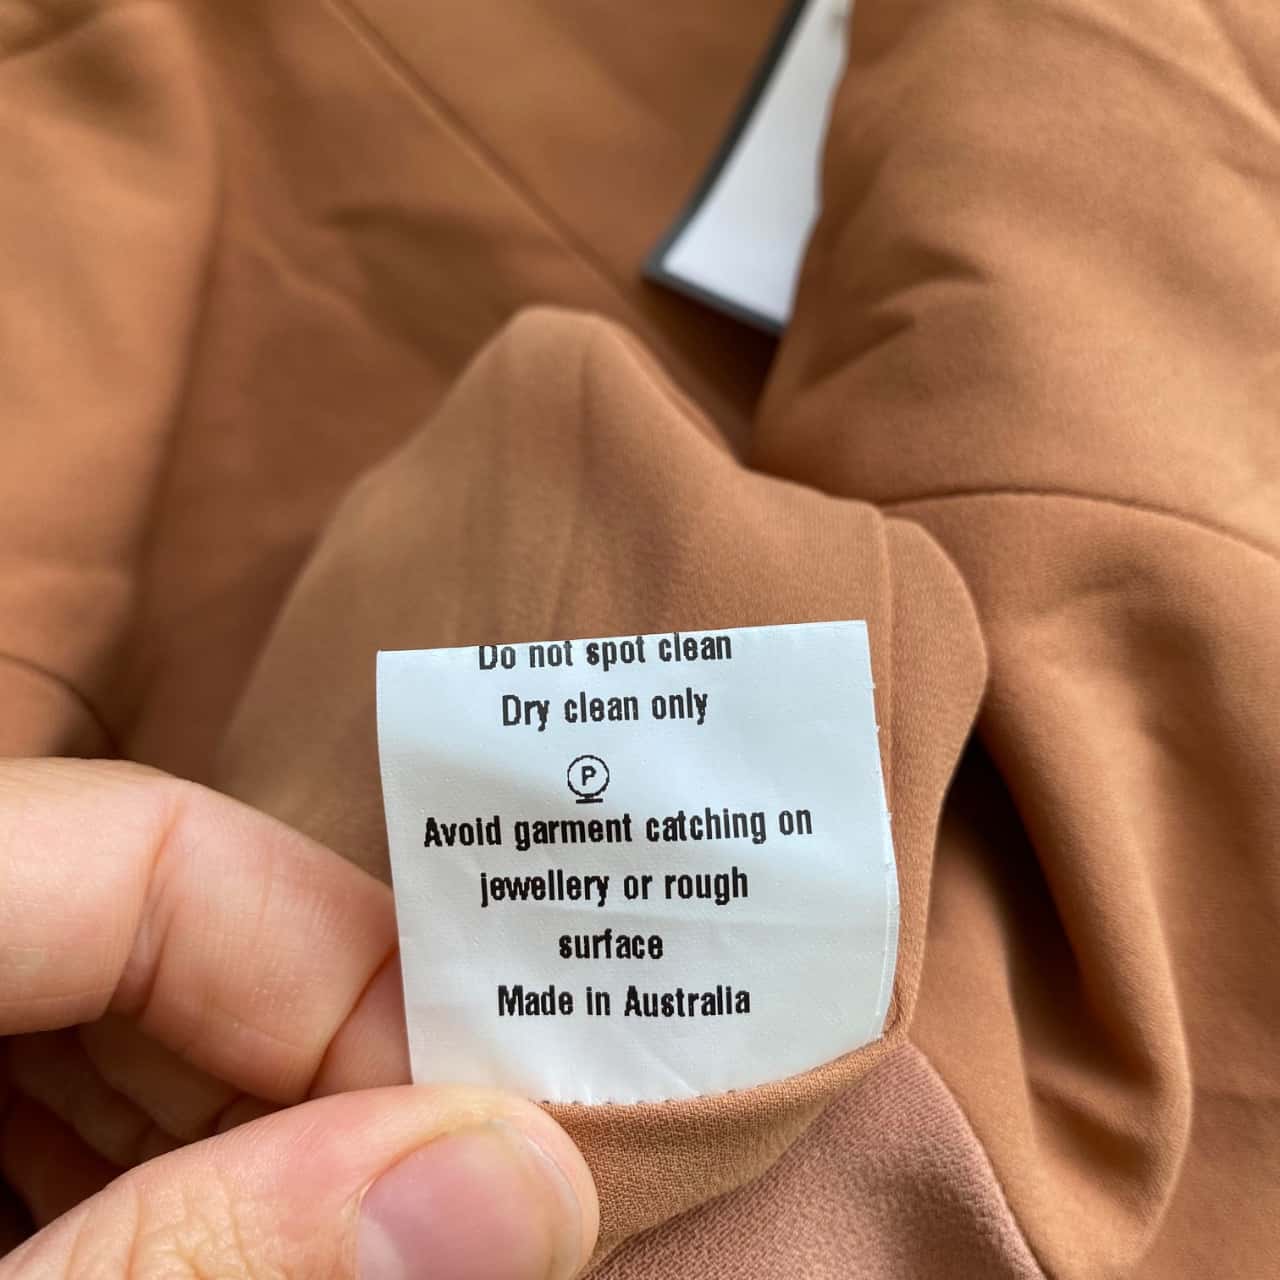 Do not spot clean
Dry clean only
P
Avoid garment catching on
jewellery or rough
surface
Made in Australia